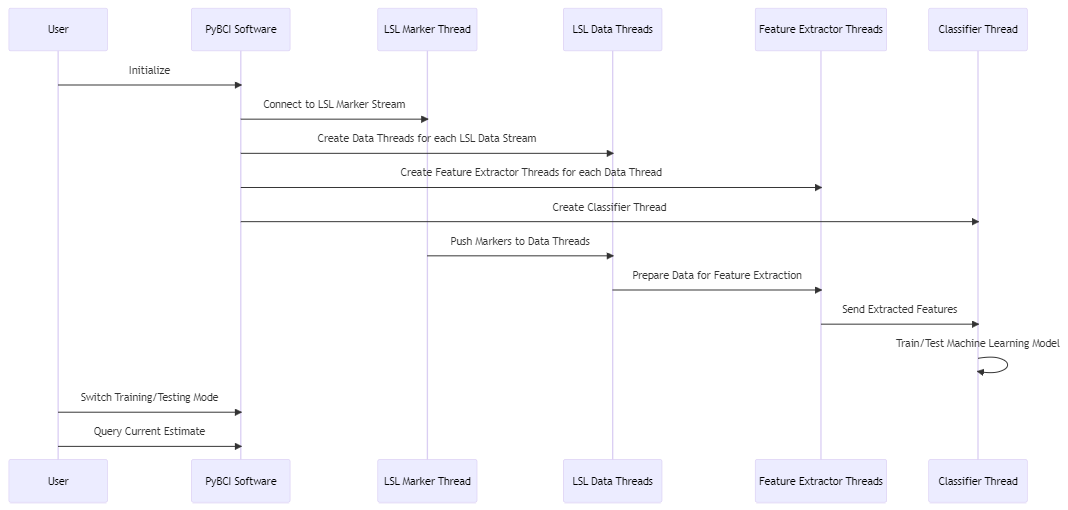 User
PyBCI Software
LSL Marker Thread
LSL Data Threads
Feature Extractor Threads
Classifier Thread
Initialize
Connect to LSL Marker Stream
Create Data Threads for each LSL Data Stream
Create Feature Extractor Threads for each Data Thread
Create Classifier Thread
Push Markers to Data Threads
Prepare Data for Feature Extraction
Send Extracted Features
Train/Test Machine Learning Model
Switch Training/Testing Mode
Query Current Estimate
User
PyBCI Software
LSL Marker Thread
LSL Data Threads
Feature Extractor Threads
Classifier Thread